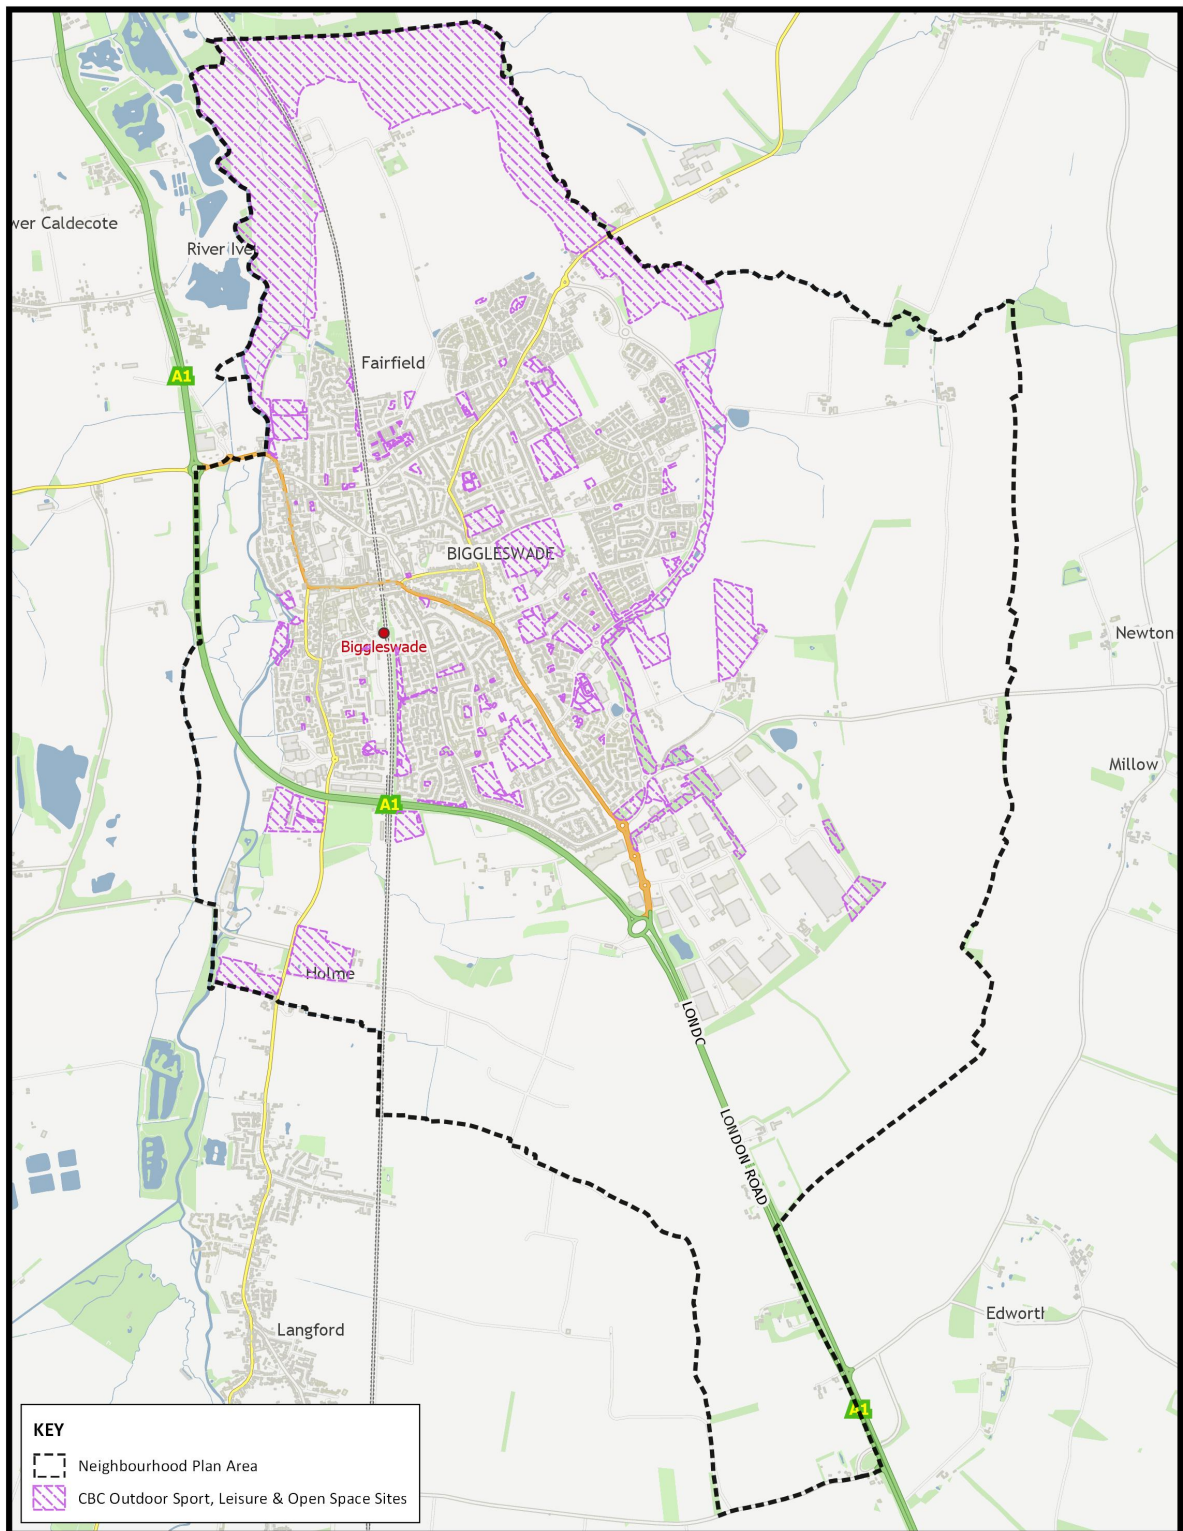 wer Caldecote
River Ive
A1
Fairfield
BIGGLESWADE
Biggleswade
Newton
Millow
A1
Holme
LONDC
LONDON ROAD
Edwort
Langford
A1
KEY
Neighbourhood Plan Area
CBC Outdoor Sport, Leisure & Open Space Sites